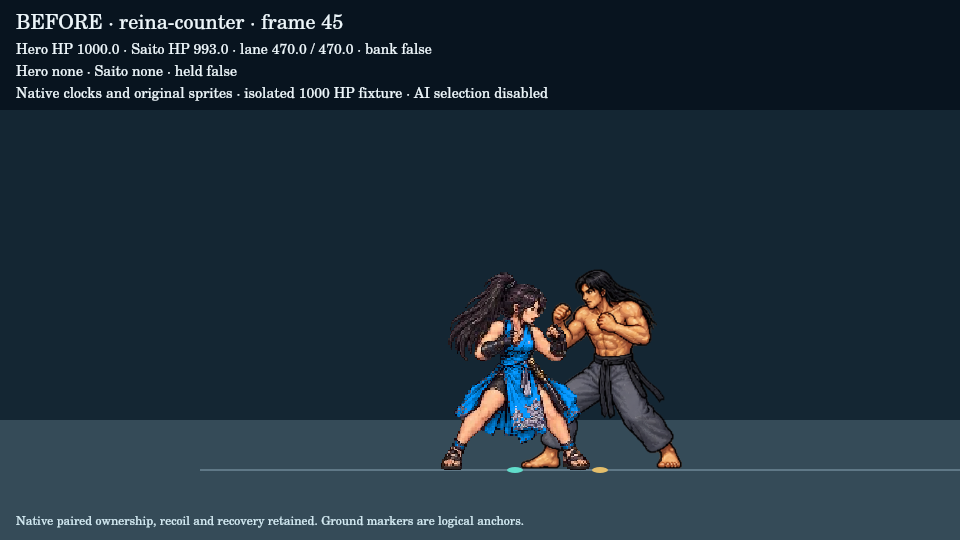 BEFORE · reina-counter · frame 45
Hero HP 1000.0 · Saito HP 993.0 · lane 470.0 / 470.0 · bank false
Hero none · Saito none · held false
Native clocks and original sprites · isolated 1000 HP fixture · AI selection disabled
Native paired ownership, recoil and recovery retained. Ground markers are logical anchors.